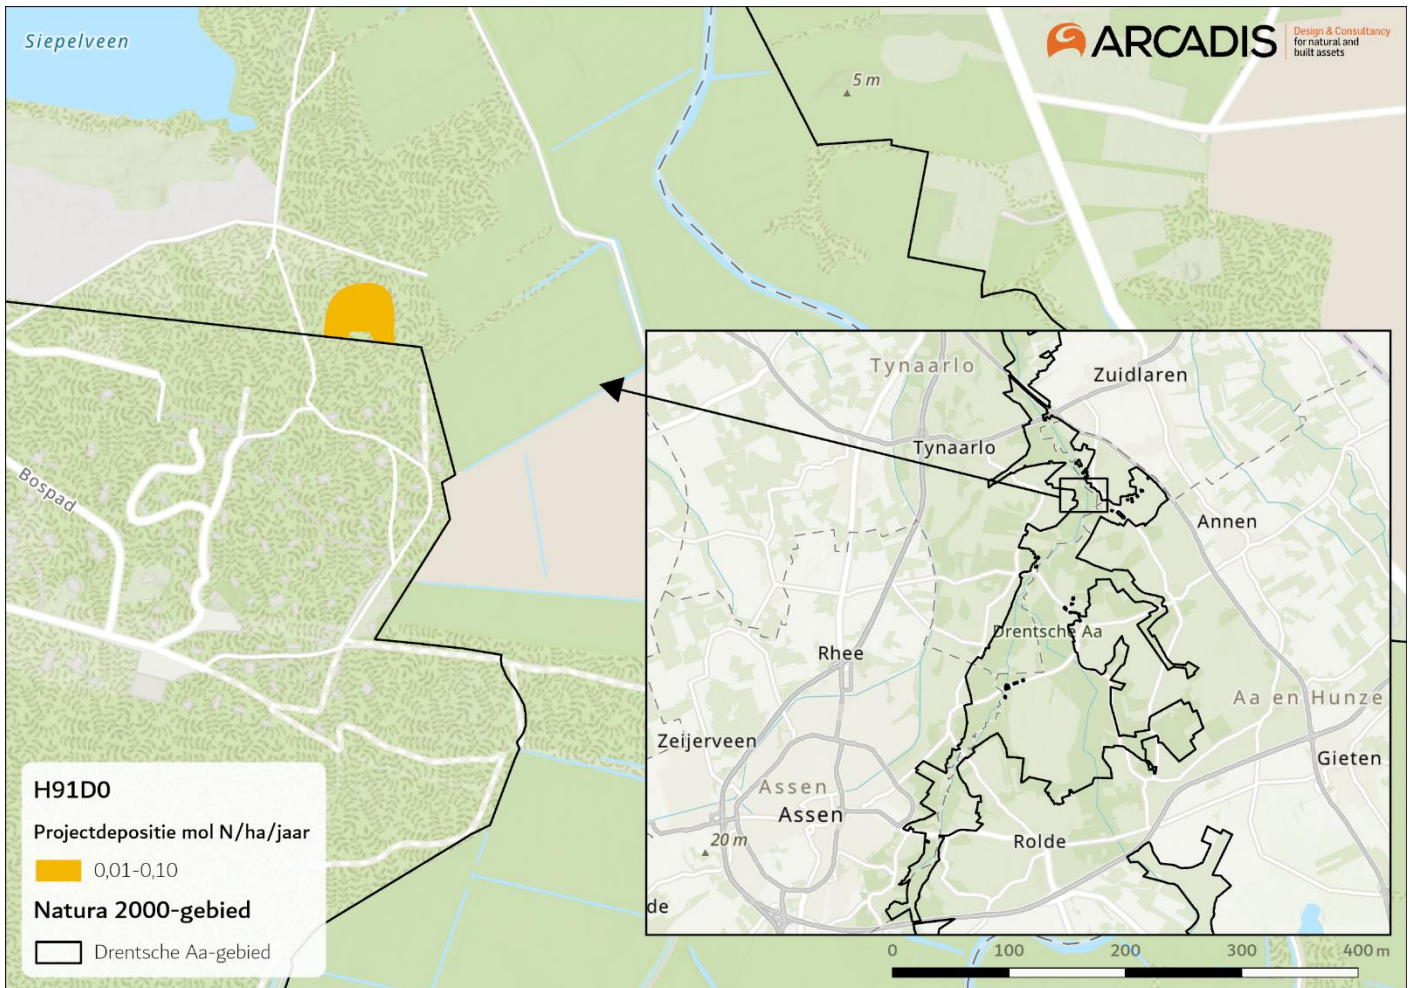 Siepelveen
ARCADIS
Design & Consultancy
for natural and
built assets
5 m
Bospad
Tynaarlo
Zuidlaren
Tynaarlo
Annen
Drentsche Aa
Rhee
Aa en Hunze
Zeijerveen
Gieten
Assen
Assen
20 m
Rolde
de
H91D0
Projectdepositie mol N/ha/jaar
0,01-0,10
Natura 2000-gebied
Drentsche Aa-gebied
0 100 200 300 400 m